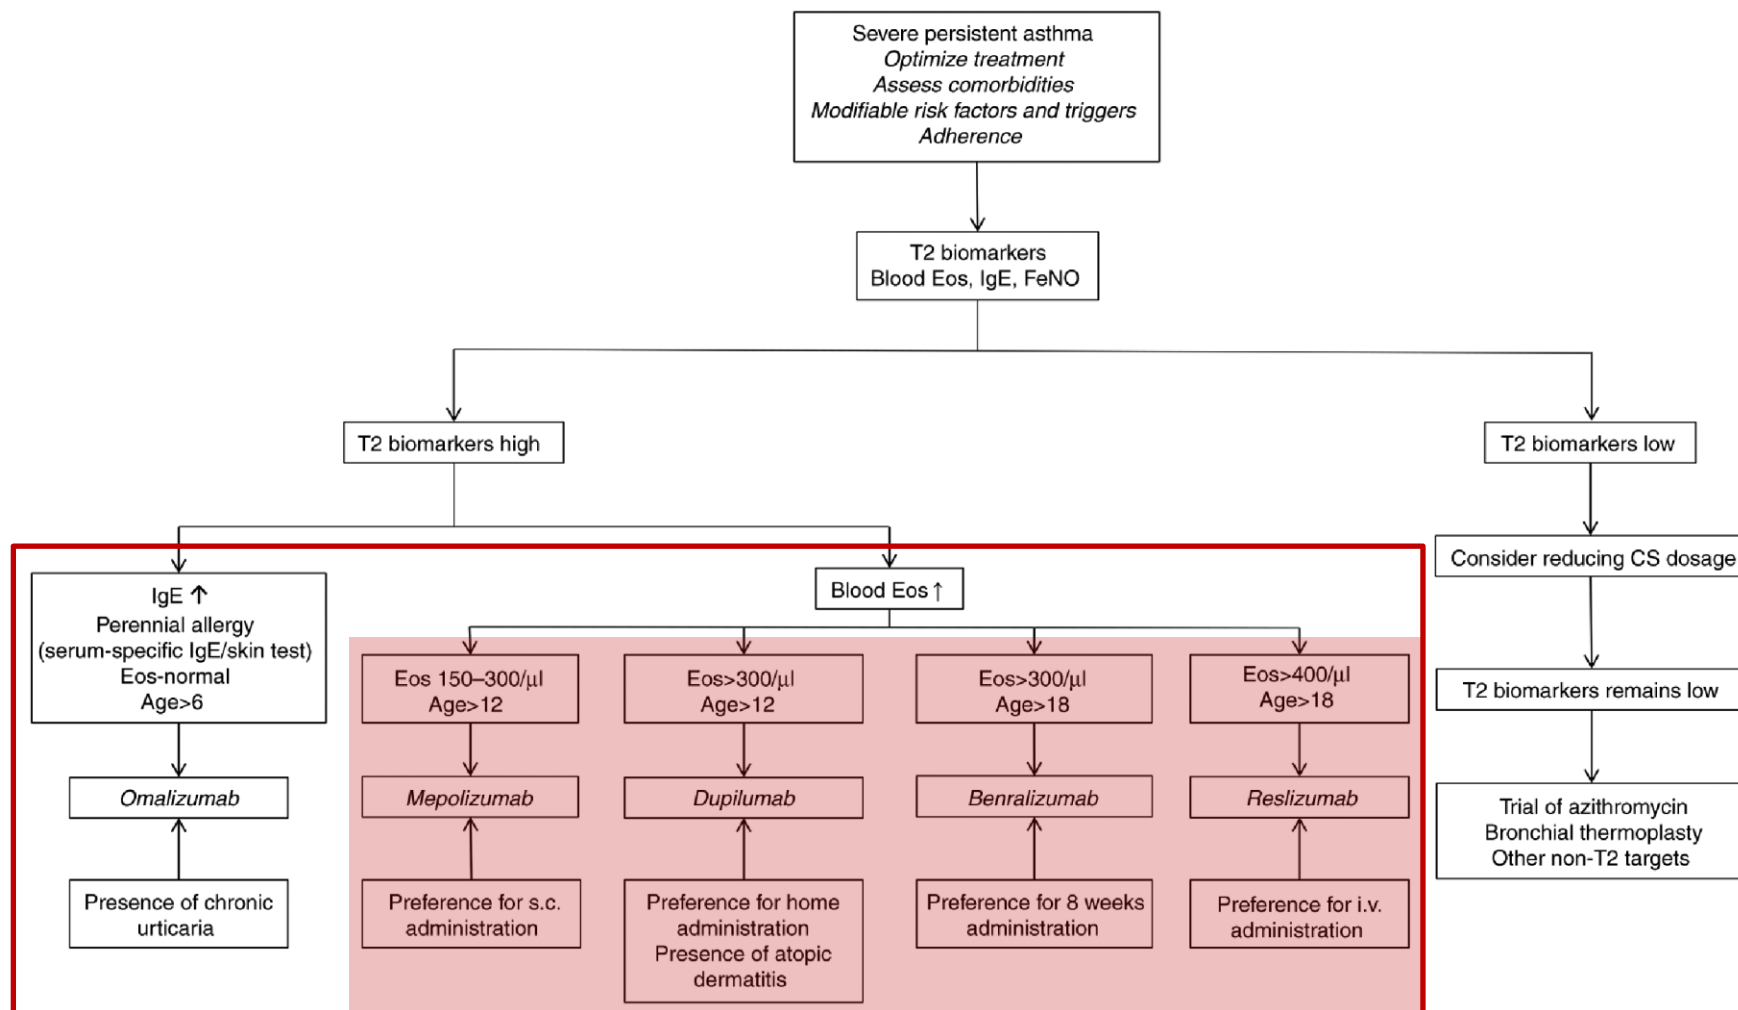 Severe persistent asthma
Optimize treatment
Assess comorbidities
Modifiable risk factors and triggers
Adherence
T2 biomarkers
Blood Eos, IgE, FeNO
T2 biomarkers high
T2 biomarkers low
IgE ↑
Perennial allergy
(serum-specific IgE/skin test)
Eos-normal
Age>6
Blood Eos ↑
Consider reducing CS dosage
Eos 150–300/µl
Age>12
Eos>300/µl
Age>12
Eos>300/µl
Age>18
Eos>400/µl
Age>18
T2 biomarkers remains low
Omalizumab
Mepolizumab
Dupilumab
Benralizumab
Reslizumab
Trial of azithromycin
Bronchial thermoplasty
Other non-T2 targets
Presence of chronic
urticaria
Preference for s.c.
administration
Preference for home
administration
Presence of atopic
dermatitis
Preference for 8 weeks
administration
Preference for i.v.
administration